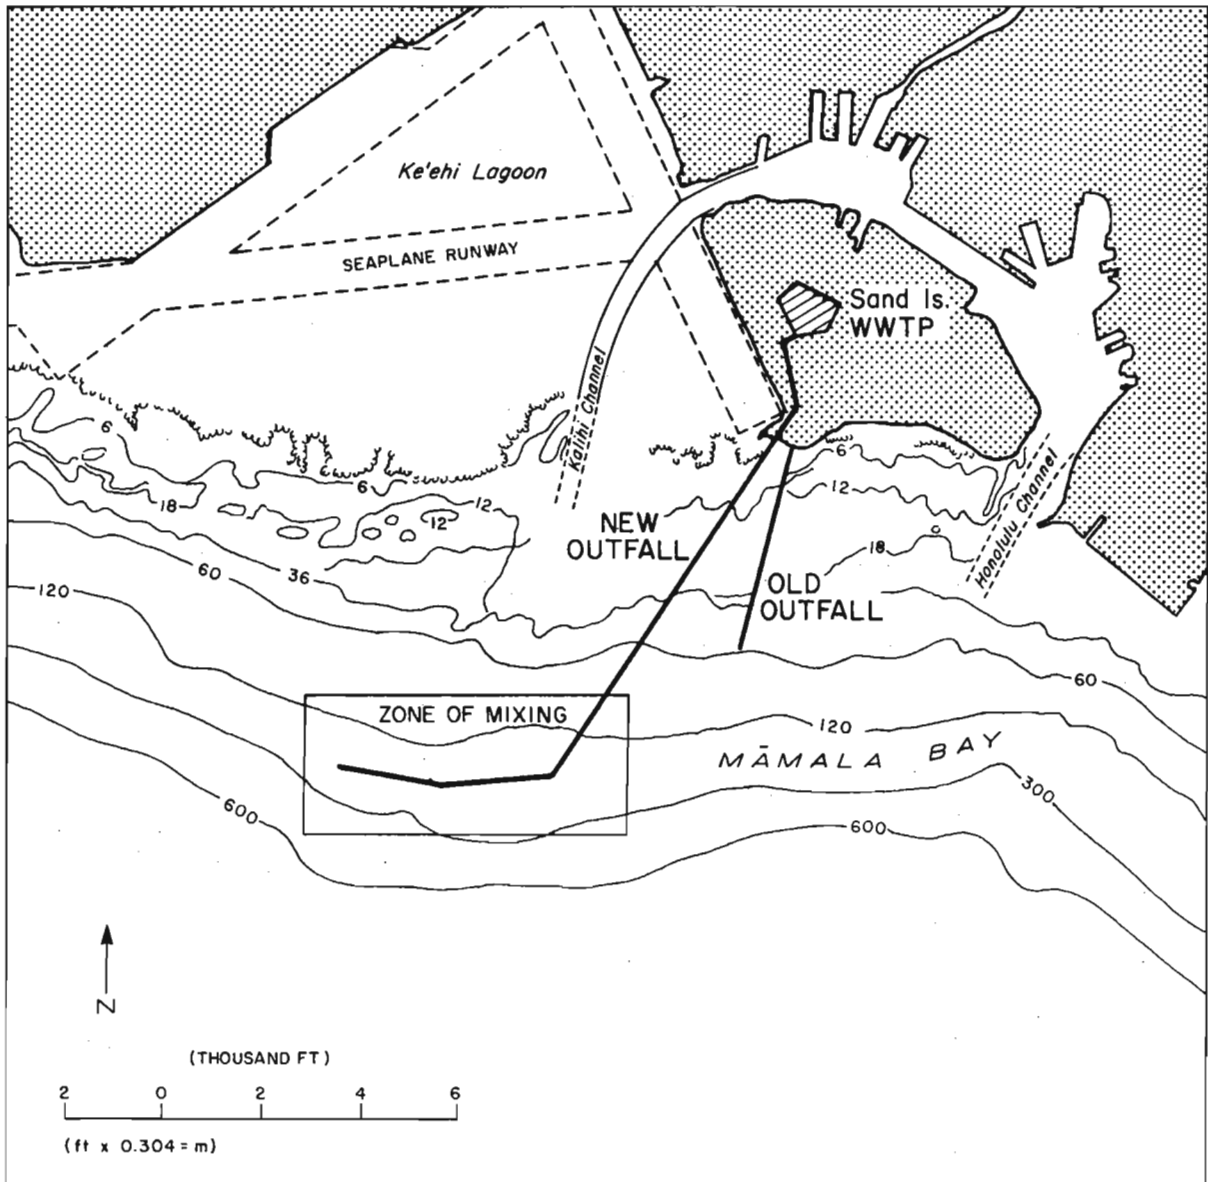 Ke'ehi Lagoon
SEAPLANE RUNWAY
Sand Is.
WWTP
Kalihi Channel
Honolulu Channel
6
6
6
18
12
12
12
18
NEW
OUTFALL
OLD
OUTFALL
36
60
120
60
ZONE OF MIXING
120
MĀMALA BAY
300
600
600
N
(THOUSAND FT)
2 0 2 4 6
(ft x 0.304 = m)